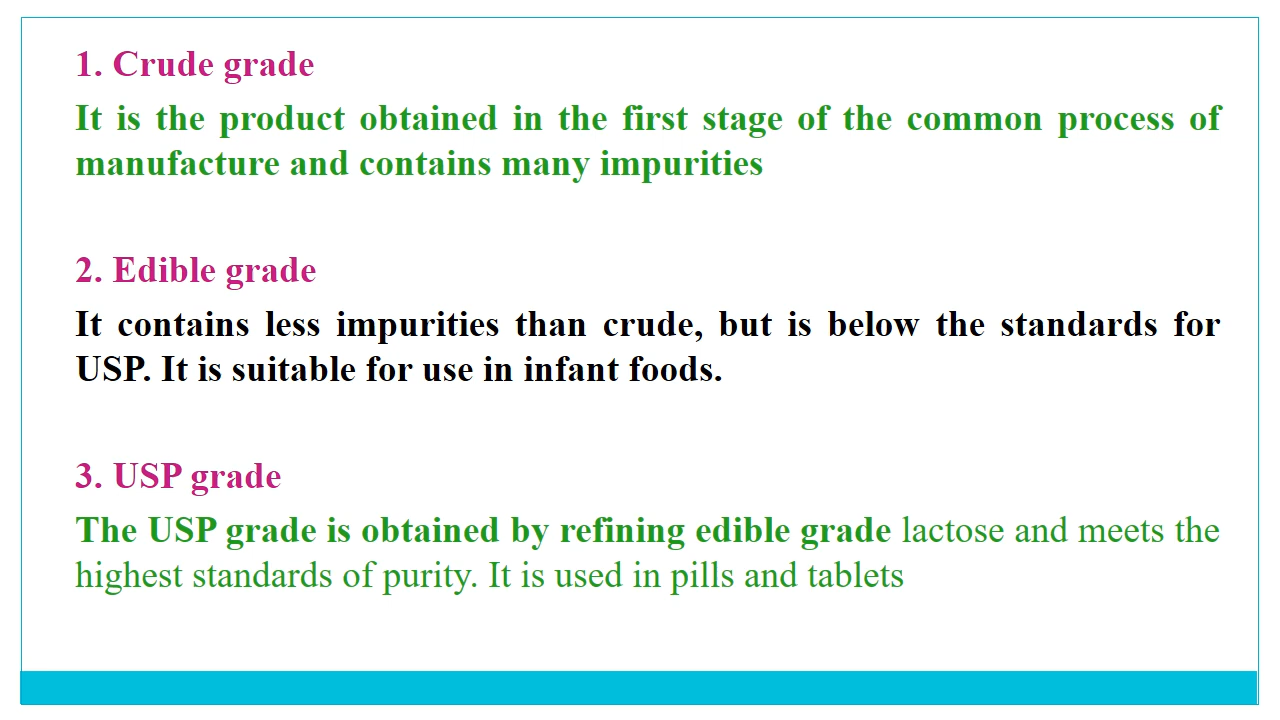 1. Crude grade
It is the product obtained in the first stage of the common process of
manufacture and contains many impurities
2. Edible grade
It contains less impurities than crude, but is below the standards for
USP. It is suitable for use in infant foods.
3. USP grade
The USP grade is obtained by refining edible grade lactose and meets the
highest standards of purity. It is used in pills and tablets